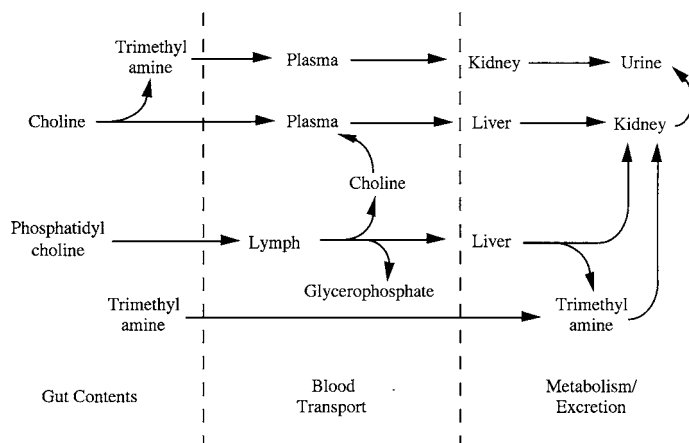 Trimethyl
amine
Plasma
Kidney
Urine
Choline
Plasma
Liver
Kidney
Choline
Phosphatidyl
choline
Lymph
Liver
Glycerophosphate
Trimethyl
amine
Trimethyl
amine
Gut Contents
Blood
Transport
Metabolism/
Excretion